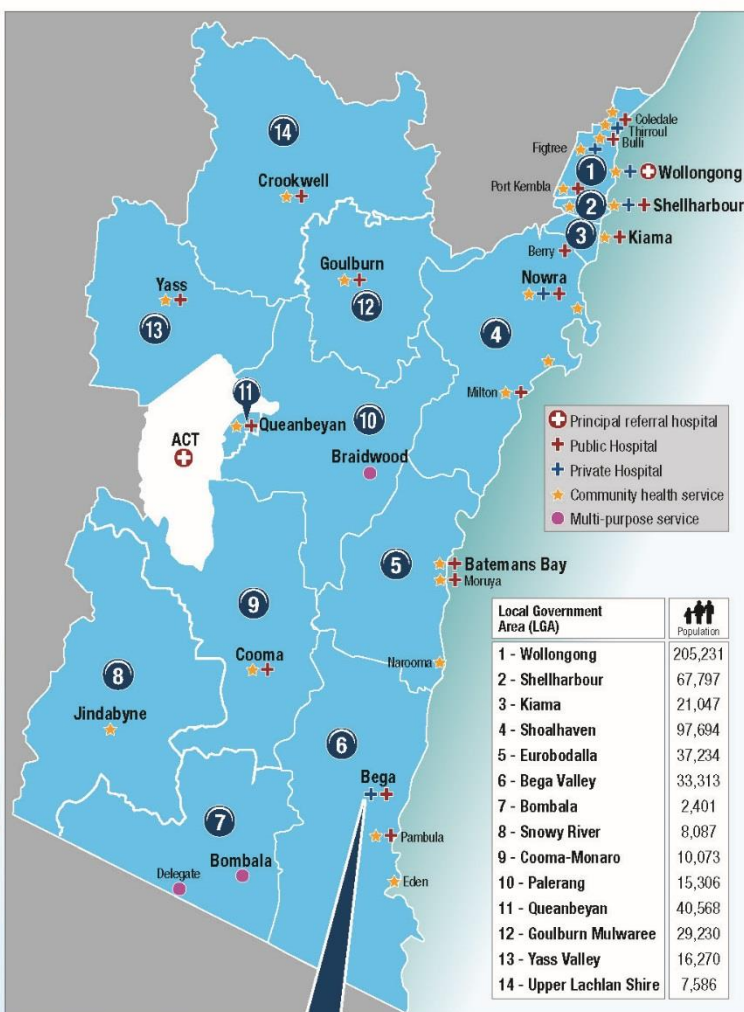 14
Crookwell
Coledale
Thirroul
Bulli
Figtree
1
Wollongong
Port Kembla
2
Shellharbour
3
Kiama
Berry
Yass
13
Goulburn
12
Nowra
4
Milton
11
Queanbeyan
10
ACT
Braidwood
Principal referral hospital
Public Hospital
Private Hospital
Community health service
Multi-purpose service
5
Batemans Bay
Moruya
9
Cooma
Narooma
8
Jindabyne
6
Bega
7
Pambula
Bombala
Delegate
Eden
Local Government Area (LGA) Population
1 - Wollongong 205,231
2 - Shellharbour 67,797
3 - Kiama 21,047
4 - Shoalhaven 97,694
5 - Eurobodalla 37,234
6 - Bega Valley 33,313
7 - Bombala 2,401
8 - Snowy River 8,087
9 - Cooma-Monaro 10,073
10 - Palerang 15,306
11 - Queanbeyan 40,568
12 - Goulburn Mulwaree 29,230
13 - Yass Valley 16,270
14 - Upper Lachlan Shire 7,586